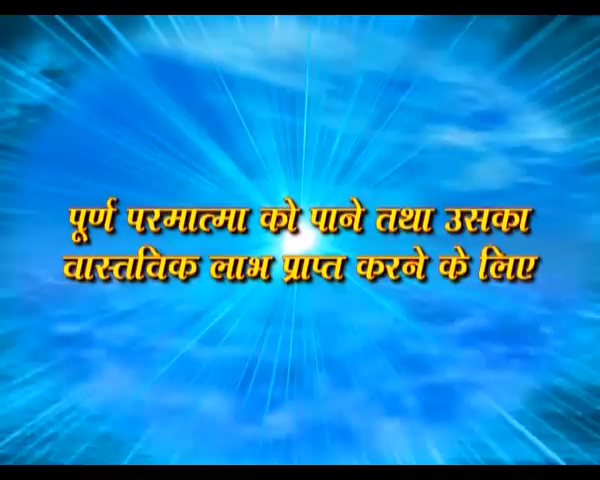 पूर्ण परमात्मा को पाने तथा उसका
वास्तविक लाभ प्राप्त करने के लिए